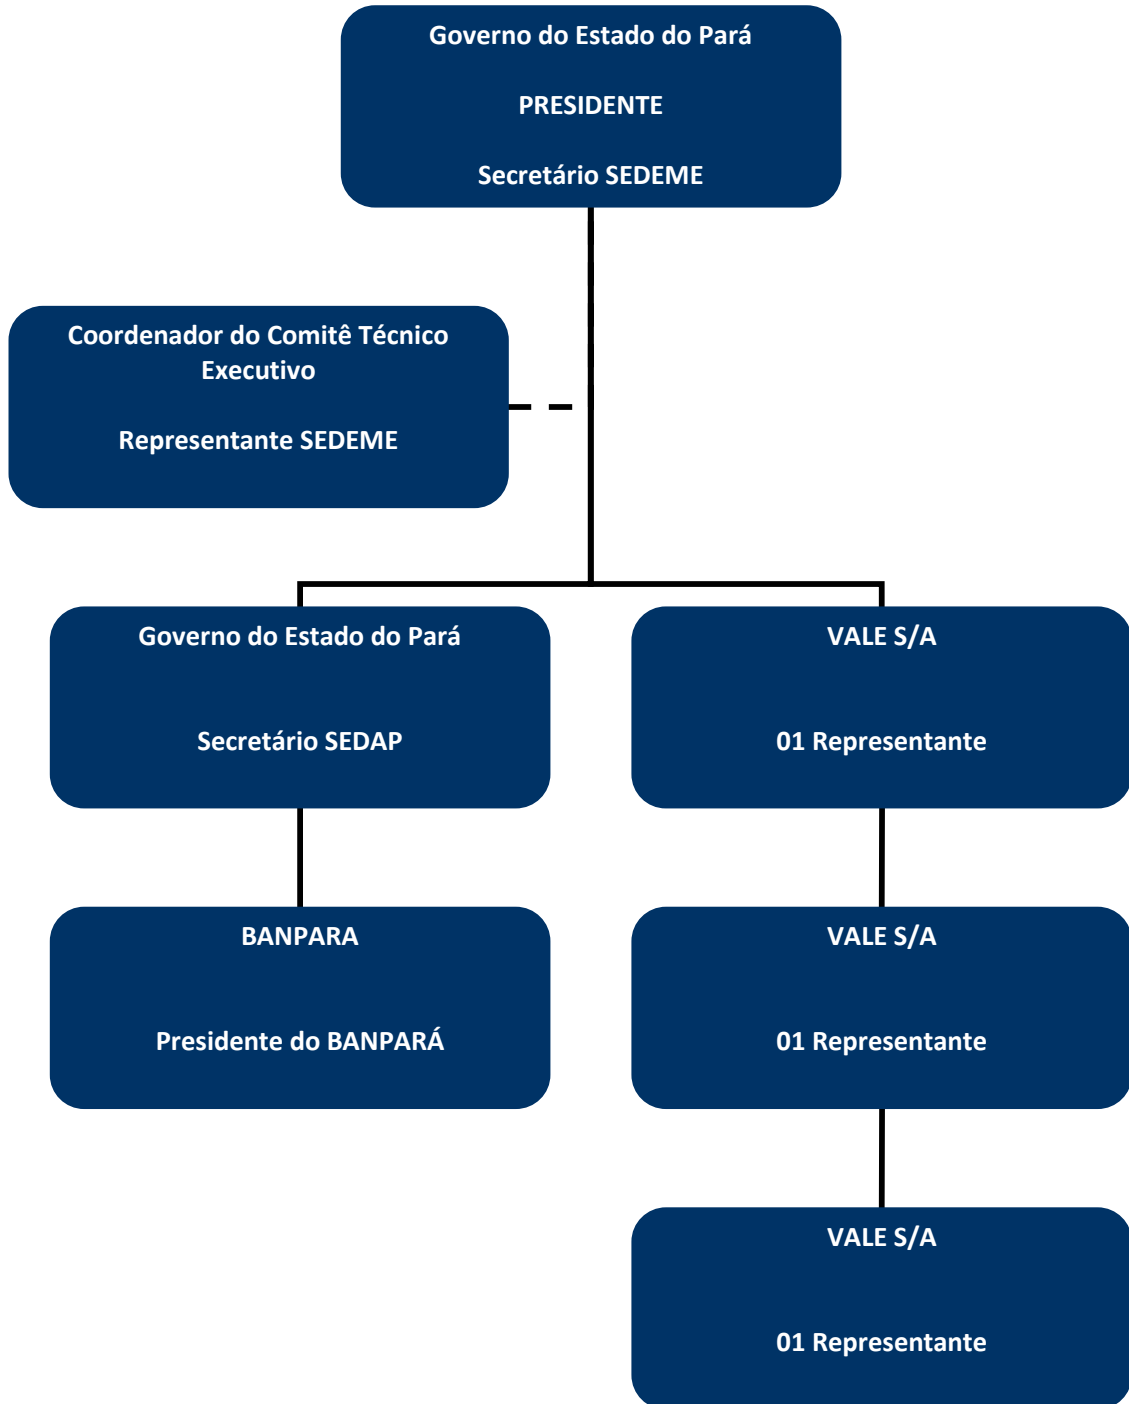 Governo do Estado do Pará
PRESIDENTE
Secretário SEDEME
Coordenador do Comitê Técnico
Executivo
Representante SEDEME
Governo do Estado do Pará
Secretário SEDAP
VALE S/A
01 Representante
BANPARA
Presidente do BANPARÁ
VALE S/A
01 Representante
VALE S/A
01 Representante